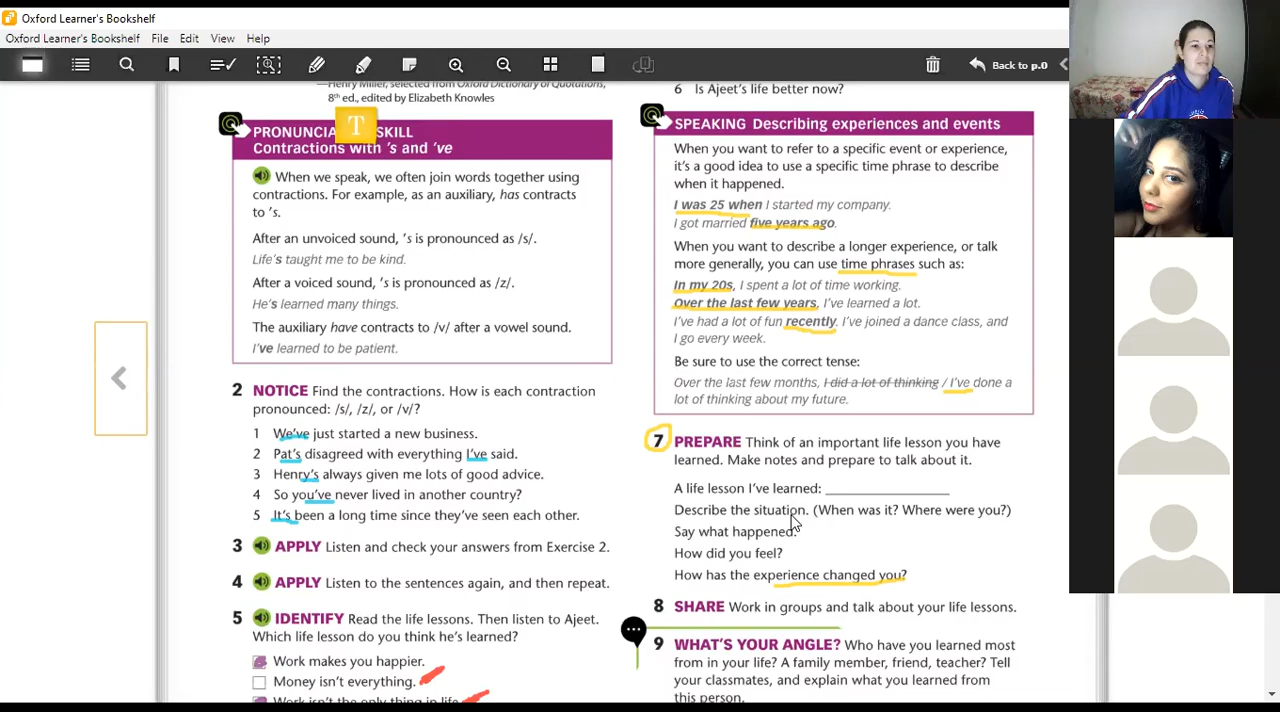 Oxford Learner's Bookshelf
Oxford Learner's Bookshelf File Edit View Help
Back to p.0
—Henry Miller, selected from Oxford Dictionary of Quotations,
8th ed., edited by Elizabeth Knowles
T
PRONUNCIA SKILL
Contractions with 's and 've
When we speak, we often join words together using
contractions. For example, as an auxiliary, has contracts
to 's.
After an unvoiced sound, 's is pronounced as /s/.
Life's taught me to be kind.
After a voiced sound, 's is pronounced as /z/.
He's learned many things.
The auxiliary have contracts to /v/ after a vowel sound.
I've learned to be patient.
2 NOTICE Find the contractions. How is each contraction
pronounced: /s/, /z/, or /v/?
1 We've just started a new business.
2 Pat's disagreed with everything I've said.
3 Henry's always given me lots of good advice.
4 So you've never lived in another country?
5 It's been a long time since they've seen each other.
3 APPLY Listen and check your answers from Exercise 2.
4 APPLY Listen to the sentences again, and then repeat.
5 IDENTIFY Read the life lessons. Then listen to Ajeet.
Which life lesson do you think he's learned?
Work makes you happier.
Money isn't everything.
Work isn't the only thing in life.
6 Is Ajeet's life better now?
SPEAKING Describing experiences and events
When you want to refer to a specific event or experience,
it's a good idea to use a specific time phrase to describe
when it happened.
I was 25 when I started my company.
I got married five years ago.
When you want to describe a longer experience, or talk
more generally, you can use time phrases such as:
In my 20s, I spent a lot of time working.
Over the last few years, I've learned a lot.
I've had a lot of fun recently. I've joined a dance class, and
I go every week.
Be sure to use the correct tense:
Over the last few months, I did a lot of thinking / I've done a
lot of thinking about my future.
7 PREPARE Think of an important life lesson you have
learned. Make notes and prepare to talk about it.
A life lesson I've learned: ____________________
Describe the situation. (When was it? Where were you?)
Say what happened.
How did you feel?
How has the experience changed you?
8 SHARE Work in groups and talk about your life lessons.
9 WHAT'S YOUR ANGLE? Who have you learned most
from in your life? A family member, friend, teacher? Tell
your classmates, and explain what you learned from
this person.